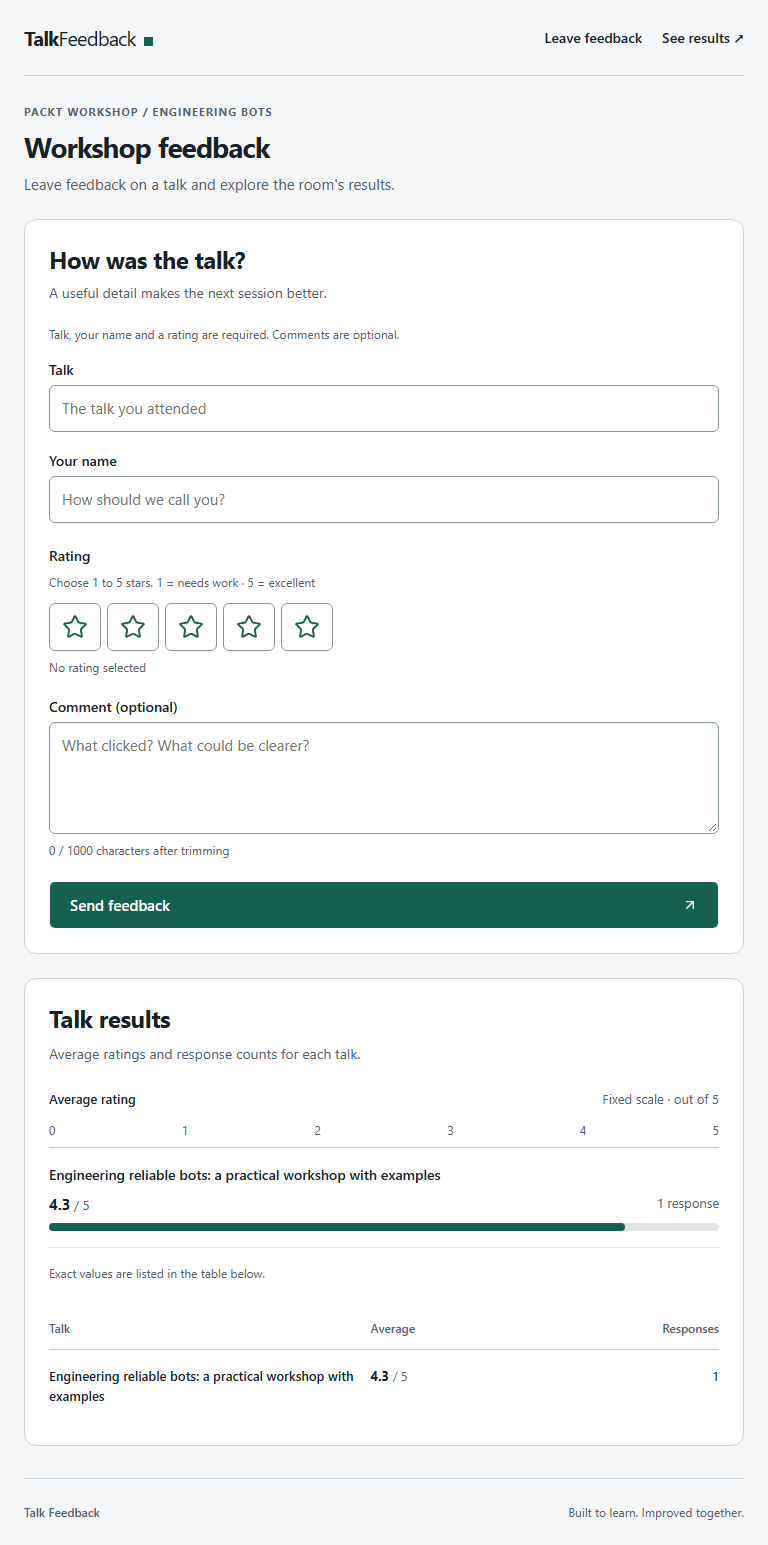 TalkFeedback
Leave feedback
See results ↗
PACKT WORKSHOP / ENGINEERING BOTS
Workshop feedback
Leave feedback on a talk and explore the room's results.
How was the talk?
A useful detail makes the next session better.
Talk, your name and a rating are required. Comments are optional.
Talk
The talk you attended
Your name
How should we call you?
Rating
Choose 1 to 5 stars. 1 = needs work · 5 = excellent
No rating selected
Comment (optional)
What clicked? What could be clearer?
0 / 1000 characters after trimming
Send feedback
Talk results
Average ratings and response counts for each talk.
Average rating
Fixed scale · out of 5
0 1 2 3 4 5
Engineering reliable bots: a practical workshop with examples
4.3 / 5
1 response
Exact values are listed in the table below.
Talk Average Responses
Engineering reliable bots: a practical workshop with 4.3 / 5 1
examples
Talk Feedback
Built to learn. Improved together.